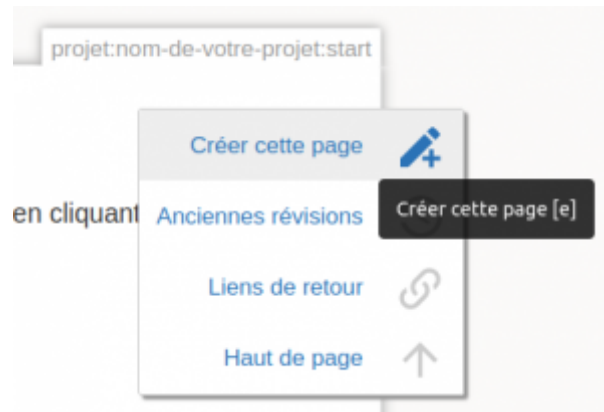 projet:nom-de-votre-projet:start
Créer cette page
Créer cette page [e]
en cliquant
Anciennes révisions
Liens de retour
Haut de page